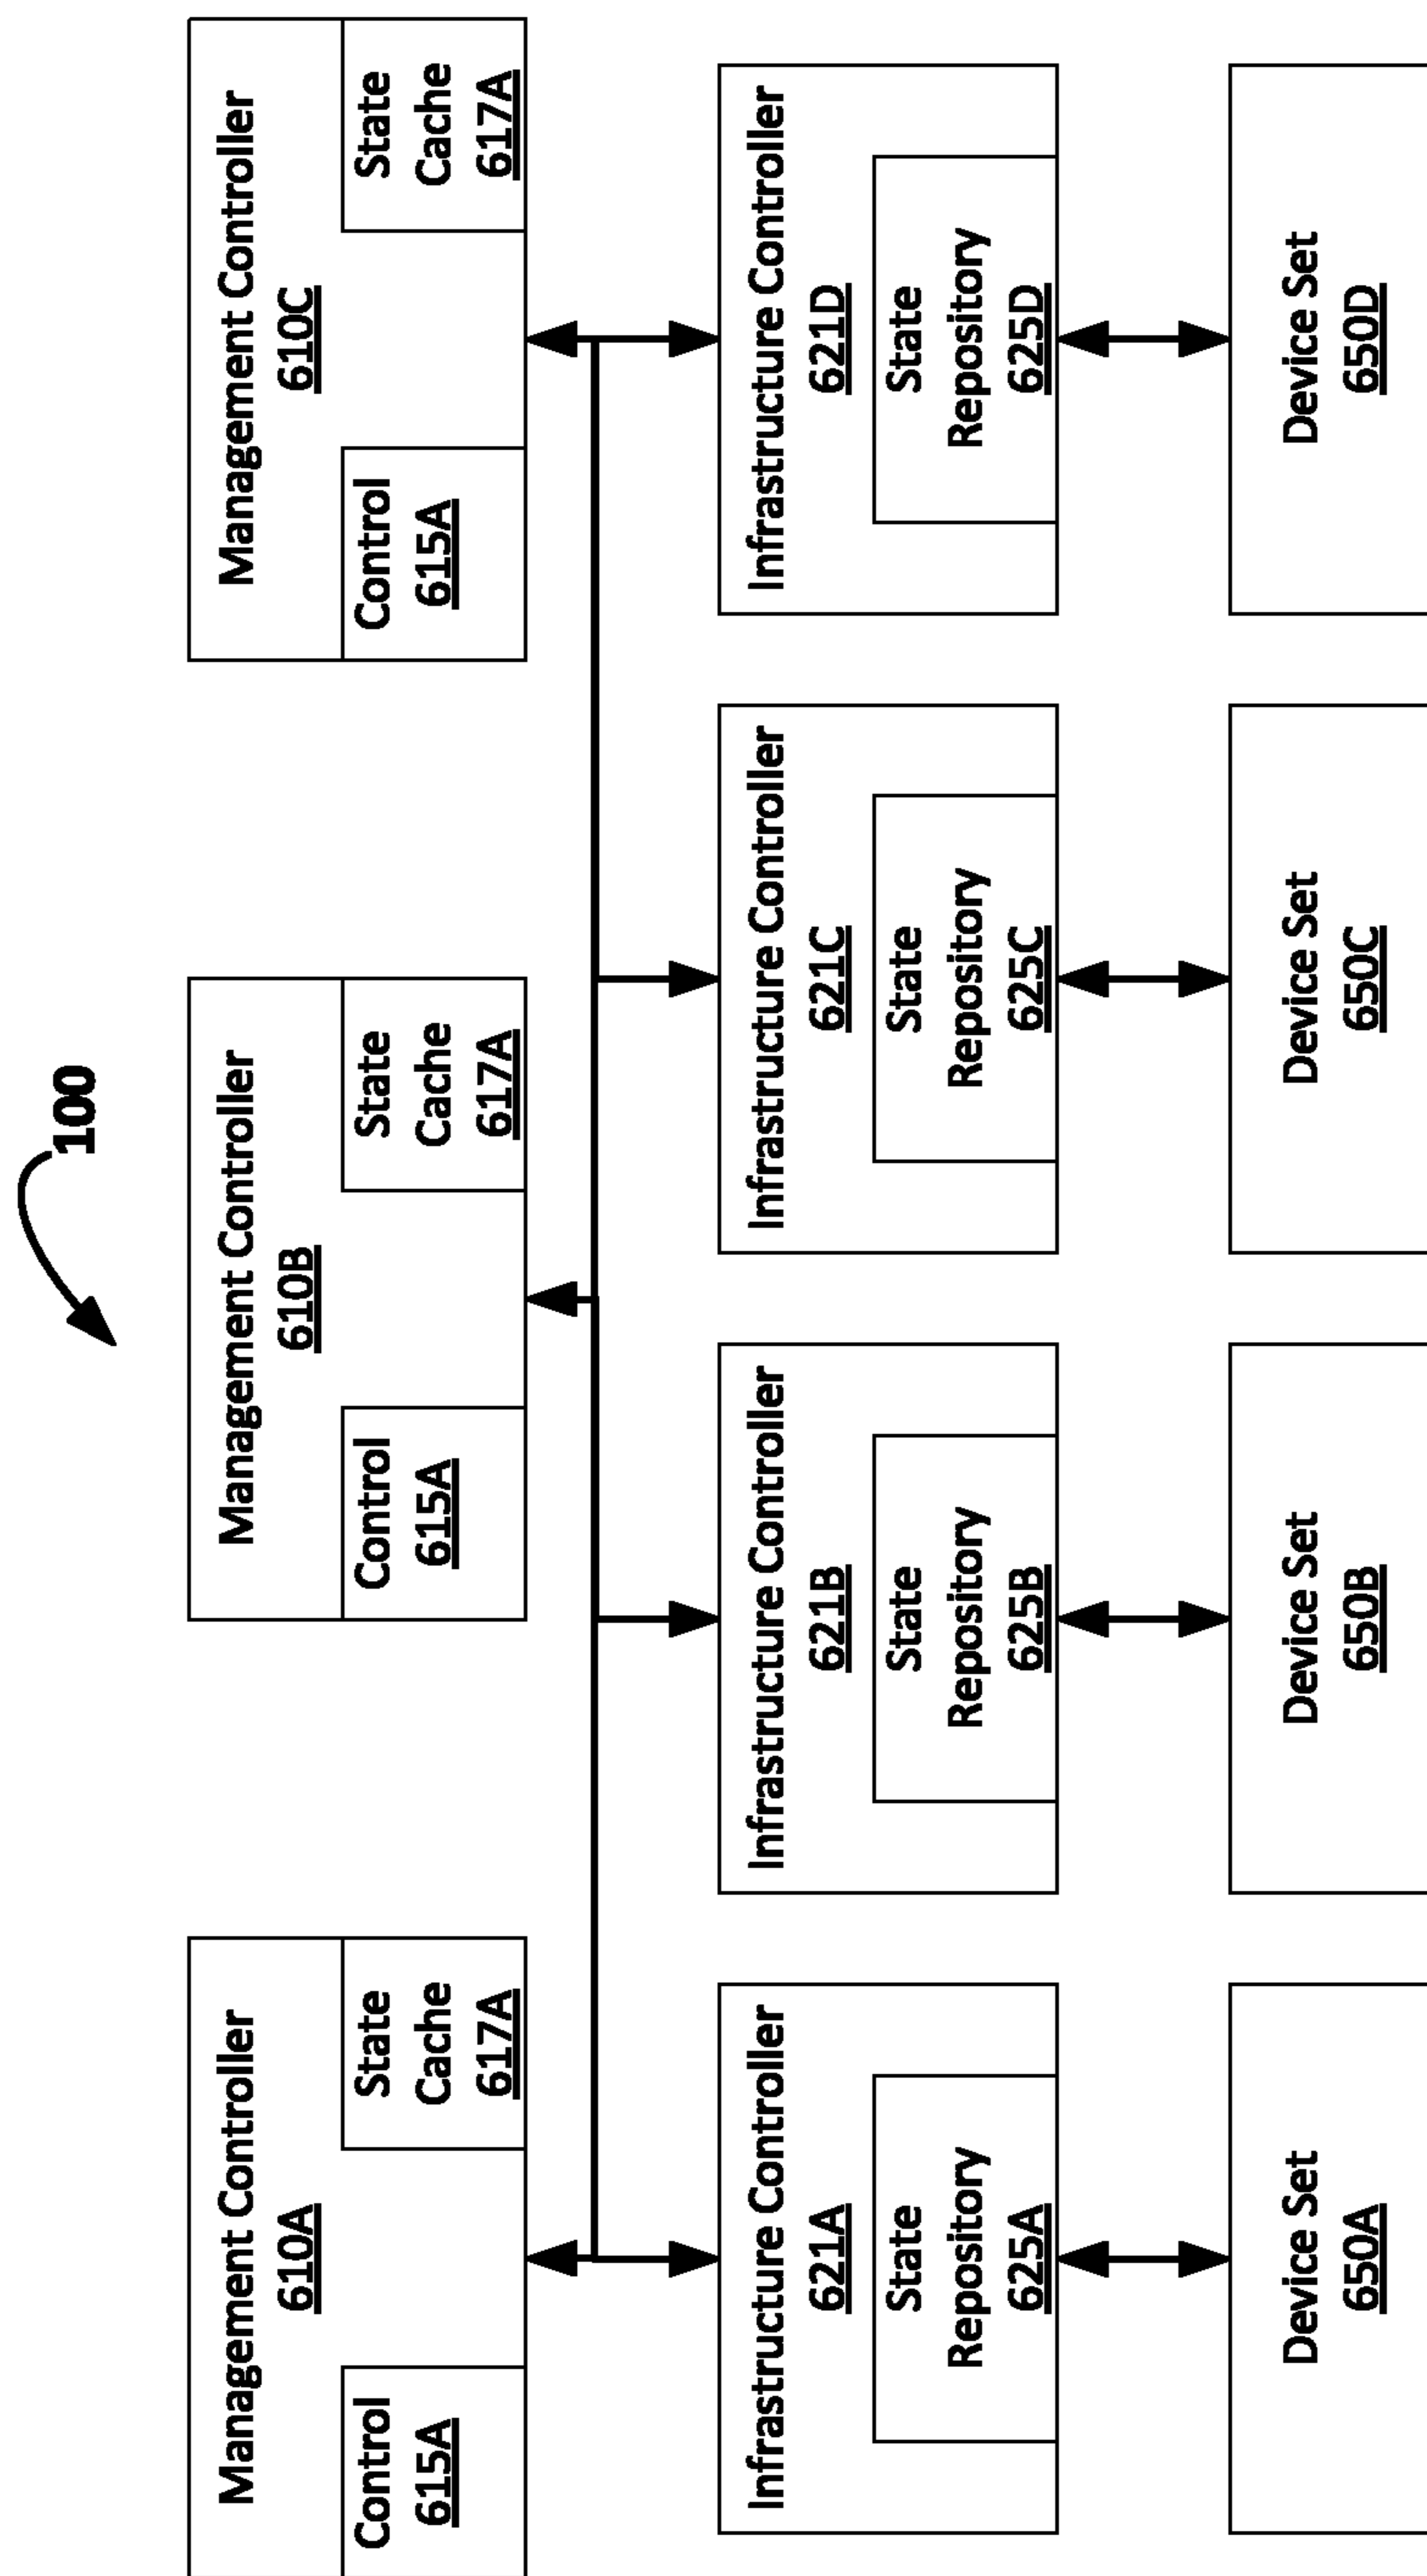 100
Management Controller
610A
Control
615A
State
Cache
617A
Management Controller
610B
Control
615A
State
Cache
617A
Management Controller
610C
Control
615A
State
Cache
617A
Infrastructure Controller
621A
State
Repository
625A
Infrastructure Controller
621B
State
Repository
625B
Infrastructure Controller
621C
State
Repository
625C
Infrastructure Controller
621D
State
Repository
625D
Device Set
650A
Device Set
650B
Device Set
650C
Device Set
650D